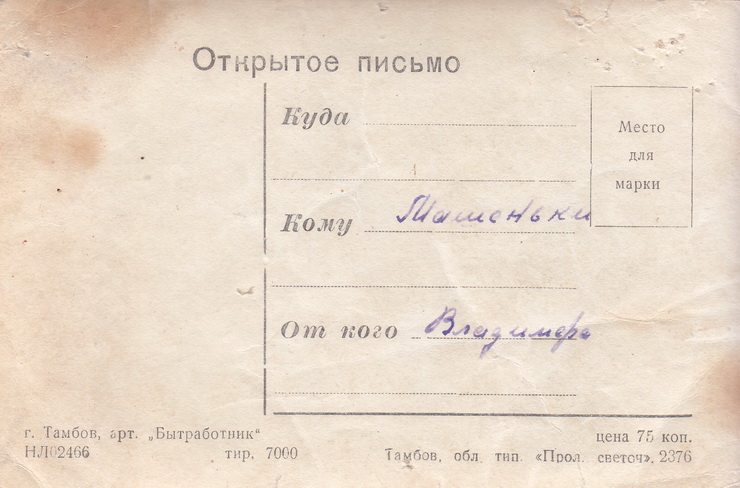 Открытое письмо
Куда
Место
для
марки
Кому Машеньки
От кого Владимера
г. Тамбов, арт. „Бытработник“
НЛ02466 тир. 7000
цена 75 коп.
Тамбов, обл. тип. «Прол. светоч». 2376